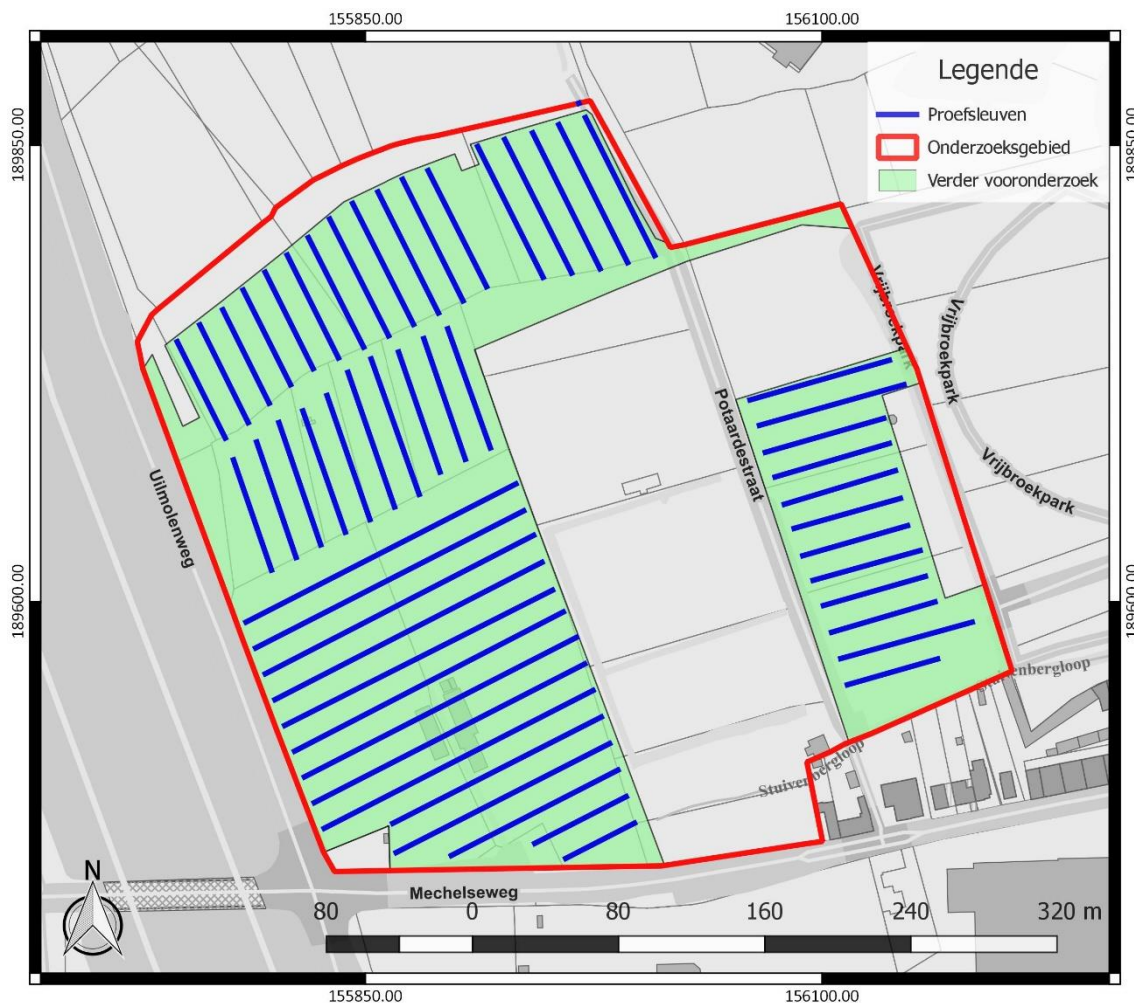 155850.00
156100.00
Legende
Proefsleuven
Onderzoeksgebied
Verder vooronderzoek
189850.00
189850.00
Vrijbroekpark
Vrijbroekpark
Potaardestraat
Vrijbroekpark
Uilmolenweg
189600.00
189600.00
Stuivenbergloop
Stuivenbergloop
N
Mechelseweg
80
0
80
160
240
320 m
155850.00
156100.00